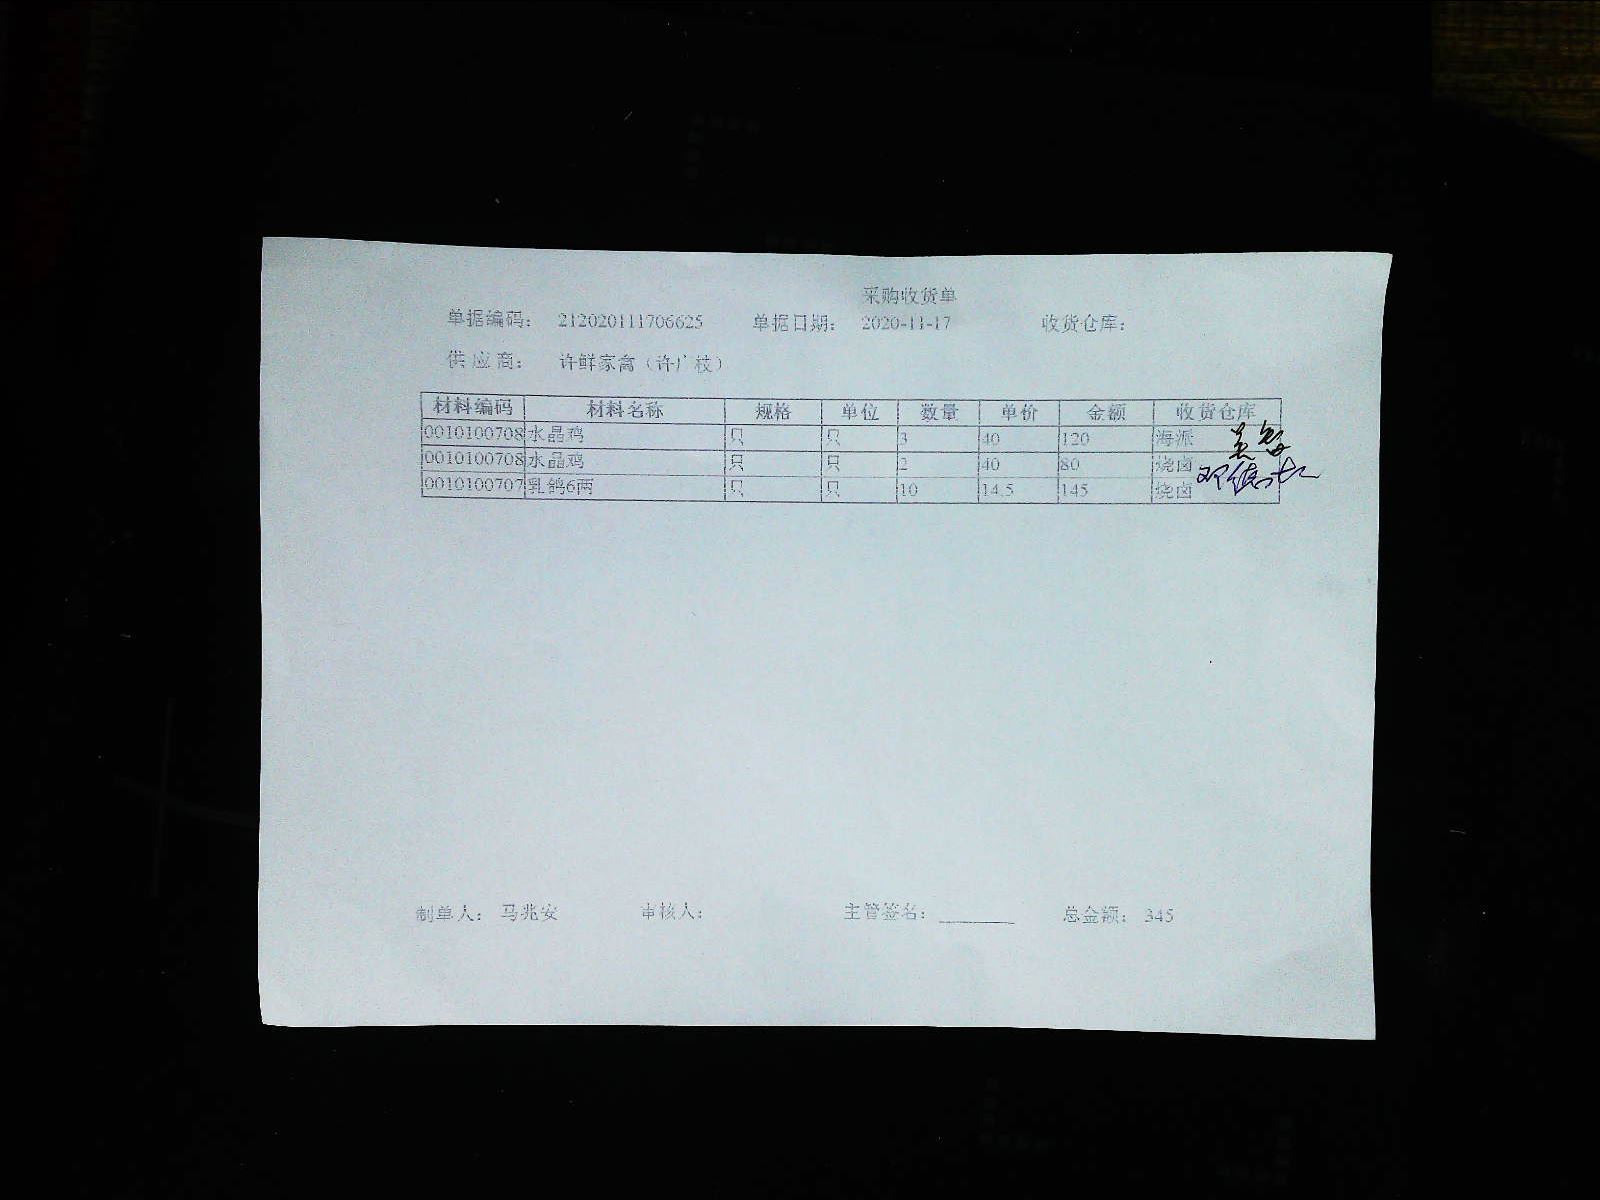 采购收货单
单据编码： 212020111706625 单据日期： 2020-11-17 收货仓库：
供 应 商： 许鲜家禽（许广枝）
材料编码 材料名称 规格 单位 数量 单价 金额 收货仓库
0010100708 水晶鸡 只 只 3 40 120 海派
0010100708 水晶鸡 只 只 2 40 80 烧卤
0010100707 乳鸽6两 只 只 10 14.5 145 烧卤
制单人： 马兆安 审核人： 主管签名： 总金额： 345